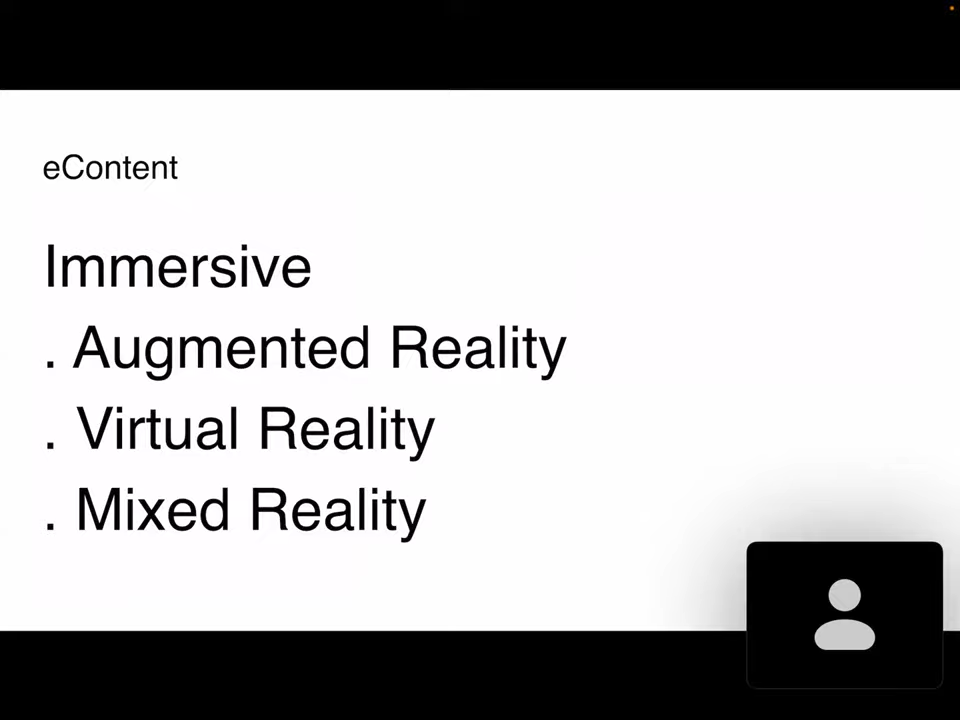 eContent
Immersive
. Augmented Reality
. Virtual Reality
. Mixed Reality